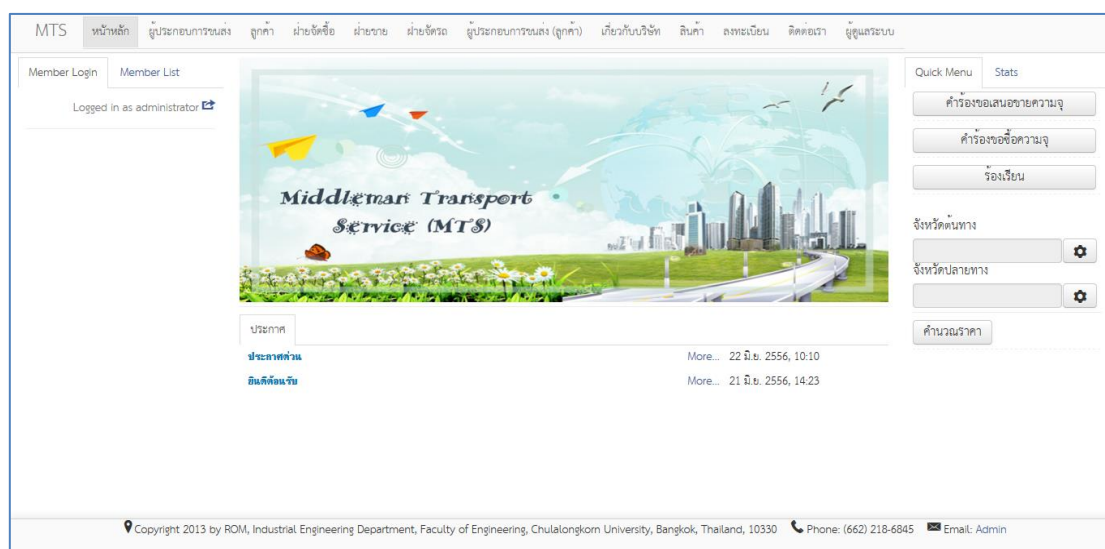 MTS หน้าหลัก ผู้ประกอบการขนส่ง ลูกค้า ฝ่ายจัดซื้อ ฝ่ายขาย ฝ่ายจัดรถ ผู้ประกอบการขนส่ง (ลูกค้า) เกี่ยวกับบริษัท สินค้า ลงทะเบียน ติดต่อเรา ผู้ดูแลระบบ
Member Login Member List
Logged in as administrator
Middleman Transport
Service (MTS)
ประกาศ
ประกาศด่วน More... 22 มิ.ย. 2556, 10:10
ยินดีต้อนรับ More... 21 มิ.ย. 2556, 14:23
Quick Menu Stats
คำร้องขอเสนอขายความจุ
คำร้องขอซื้อความจุ
ร้องเรียน
จังหวัดต้นทาง
จังหวัดปลายทาง
คำนวณราคา
Copyright 2013 by ROM, Industrial Engineering Department, Faculty of Engineering, Chulalongkorn University, Bangkok, Thailand, 10330 Phone: (662) 218-6845 Email: Admin